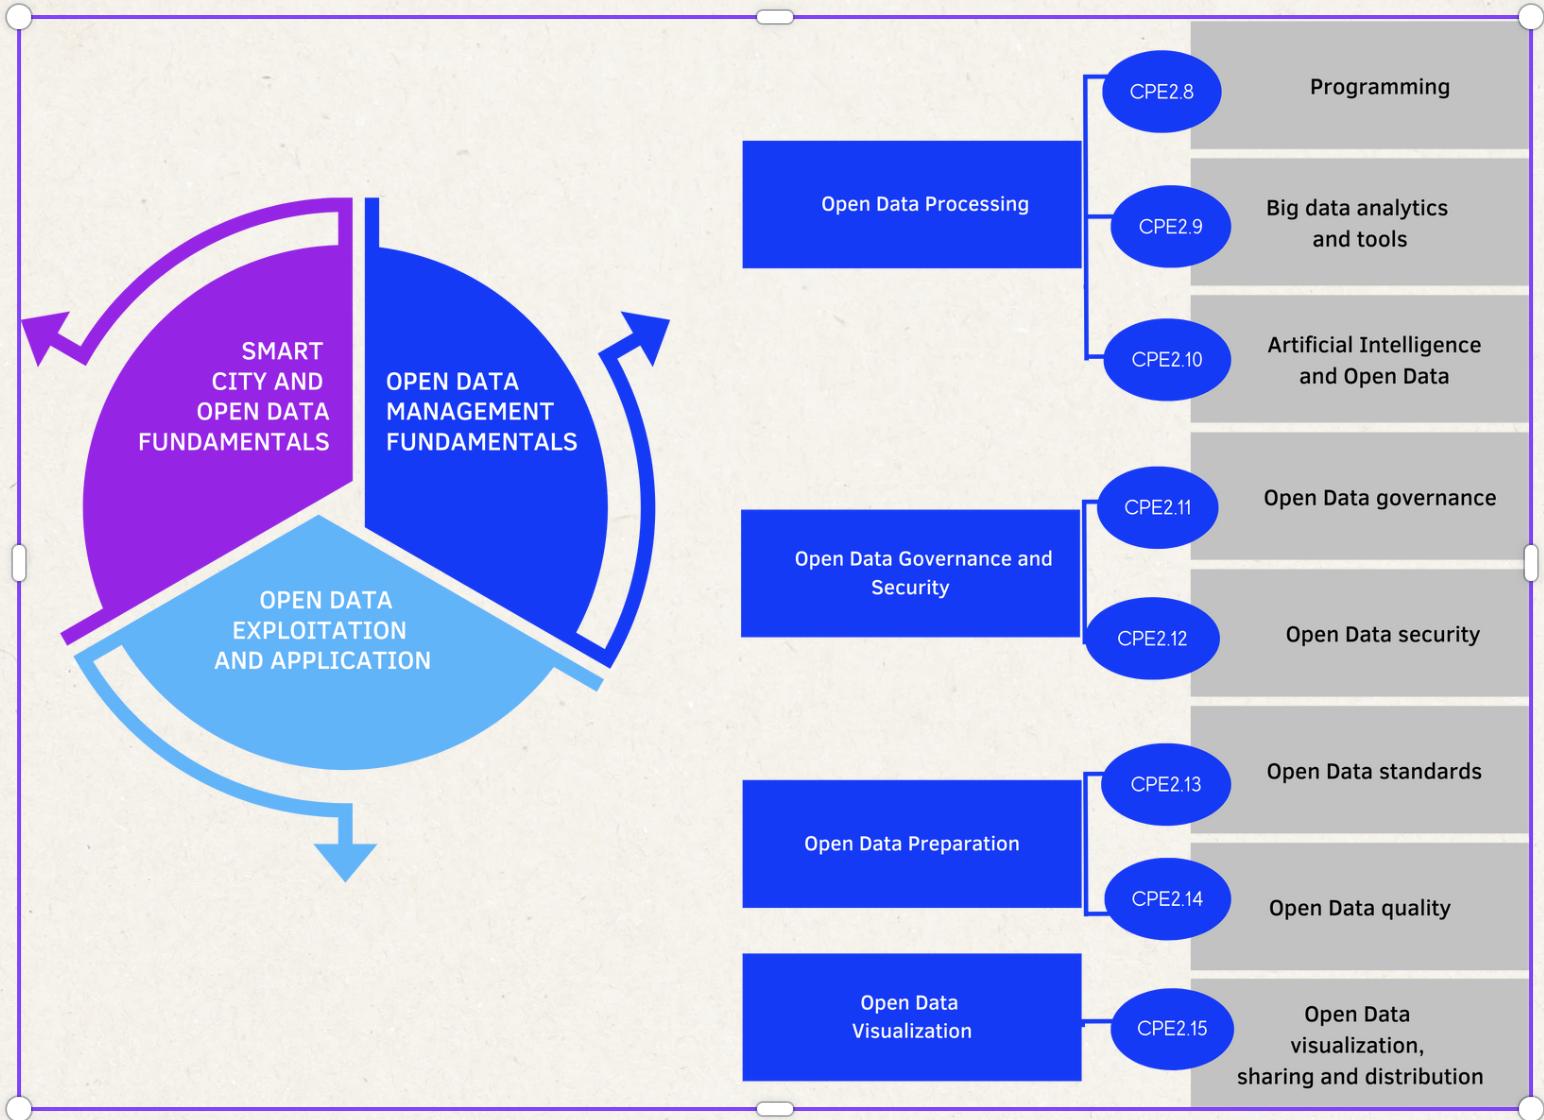 SMART
CITY AND
OPEN DATA
FUNDAMENTALS
OPEN DATA
MANAGEMENT
FUNDAMENTALS
OPEN DATA
EXPLOITATION
AND APPLICATION
Open Data Processing
CPE2.8
Programming
CPE2.9
Big data analytics
and tools
CPE2.10
Artificial Intelligence
and Open Data
Open Data Governance and
Security
CPE2.11
Open Data governance
CPE2.12
Open Data security
Open Data Preparation
CPE2.13
Open Data standards
CPE2.14
Open Data quality
Open Data
Visualization
CPE2.15
Open Data
visualization,
sharing and distribution